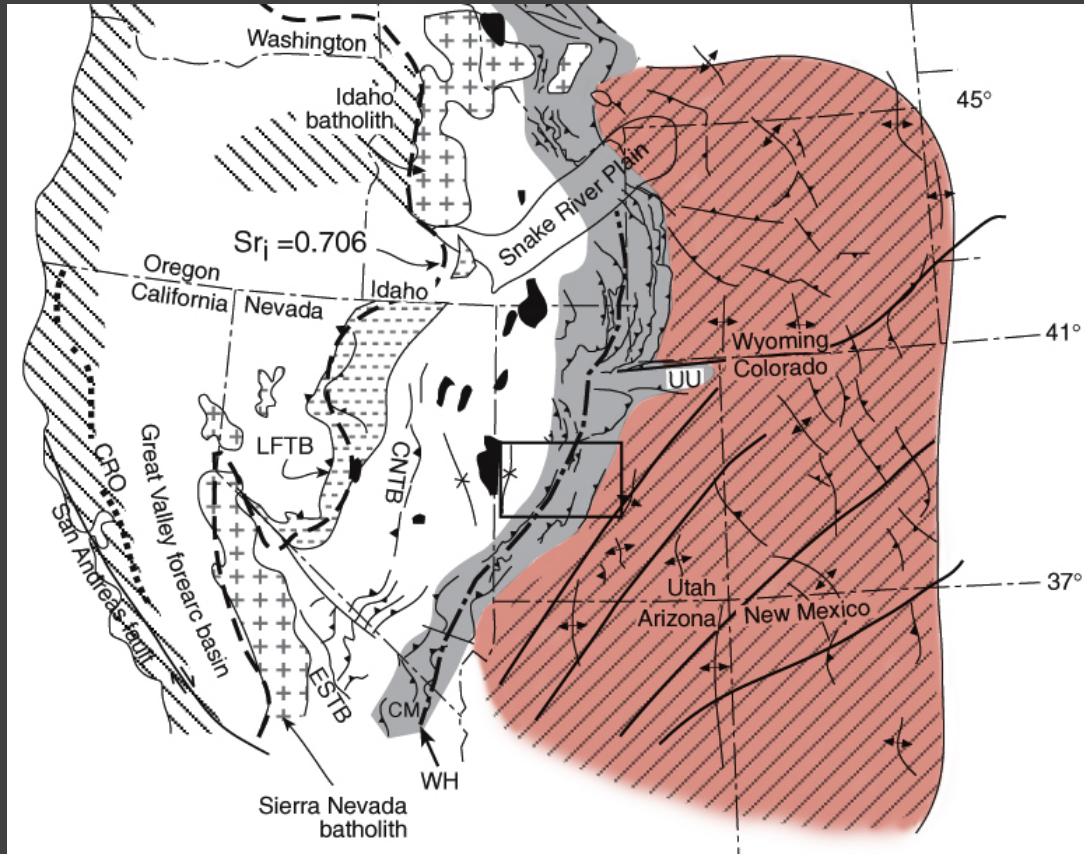 Washington
Idaho
batholith
45°
Snake River Plain
Sri =0.706
Oregon
California
Nevada
Idaho
41°
Wyoming
Colorado
UU
LFTB
CNTB
CRO
Great Valley forearc basin
San Andreas fault
37°
Utah
Arizona
New Mexico
ESTB
CM
WH
Sierra Nevada
batholith